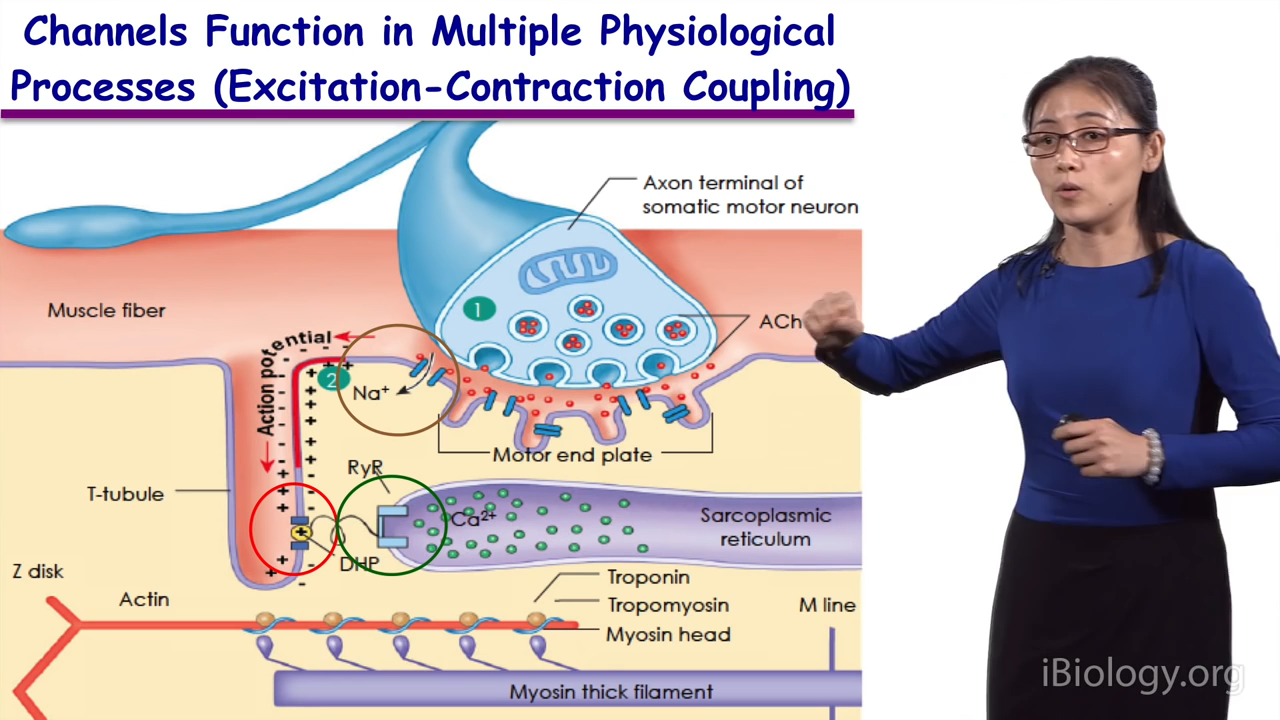 Channels Function in Multiple Physiological
Processes (Excitation-Contraction Coupling)
Axon terminal of
somatic motor neuron
Muscle fiber
1
ACh
Action potential
2
Na⁺
Motor end plate
RyR
T-tubule
Ca²⁺
Sarcoplasmic
reticulum
DHP
Z disk
Troponin
Actin
Tropomyosin
M line
Myosin head
Myosin thick filament
iBiology.org